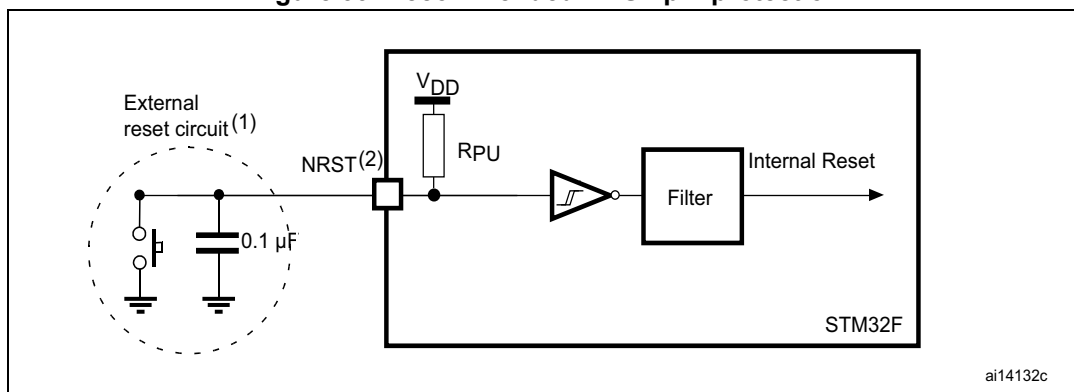 External
reset circuit(1)
VDD
NRST(2)
RPU
Internal Reset
Filter
0.1 µF
STM32F
ai14132c